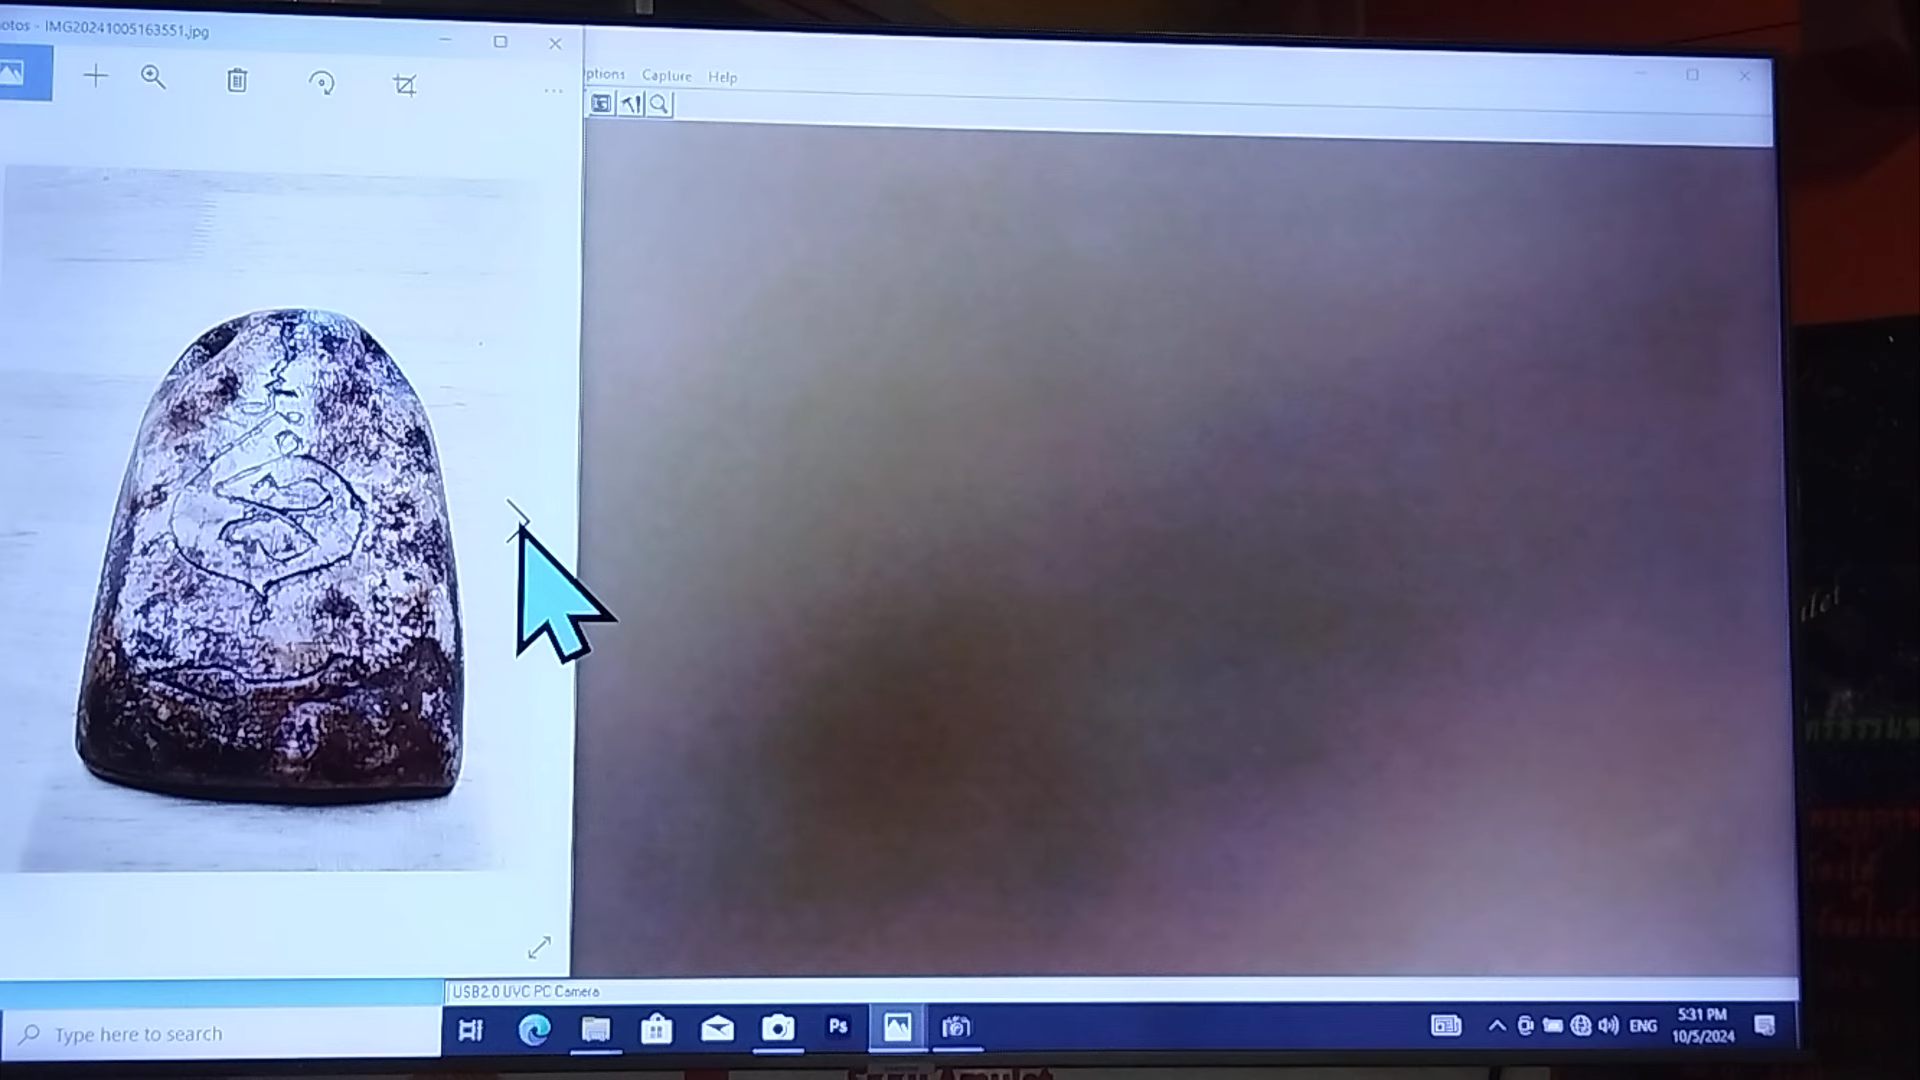 otos - IMG20241005163551.jpg
ptions Capture Help
USB2.0 UVC PC Camera
Type here to search
Ps
ENG
5:31 PM
10/5/2024